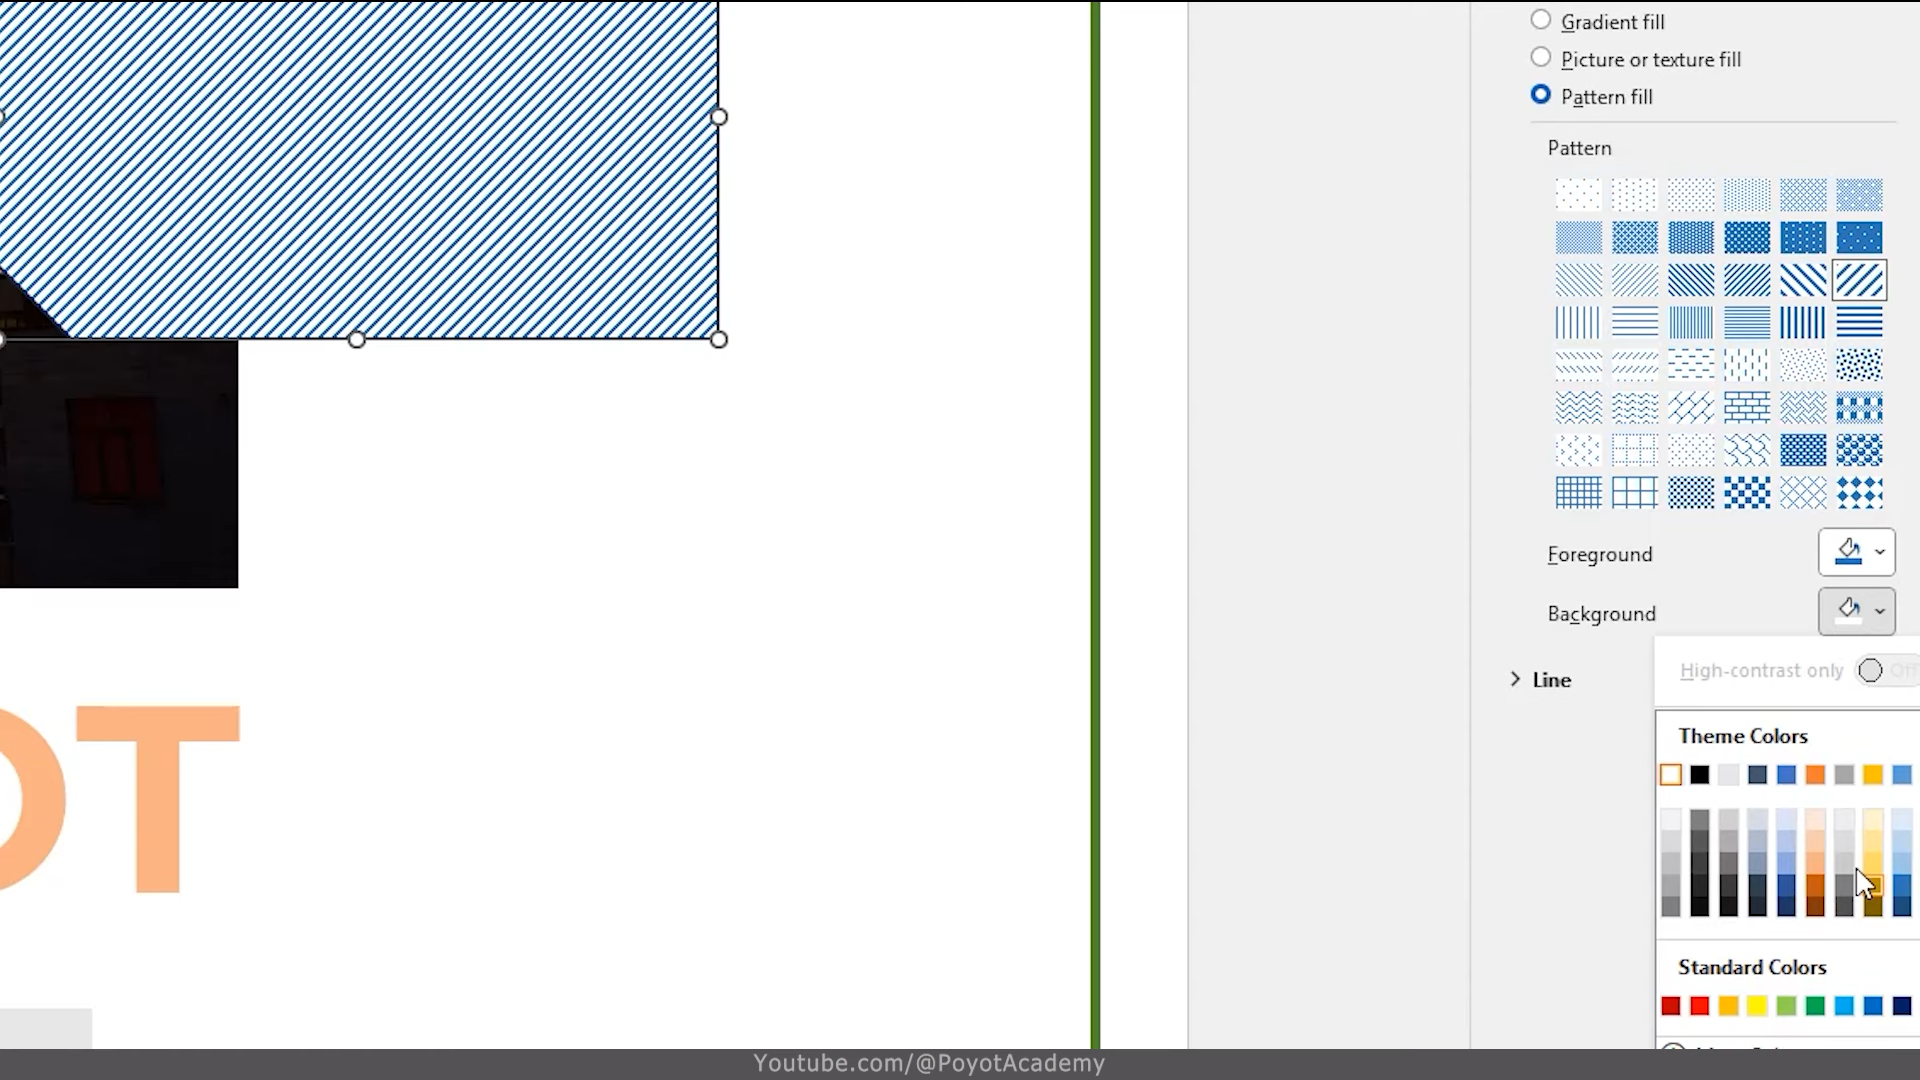 Gradient fill
Picture or texture fill
Pattern fill
Pattern
Foreground
Background
High-contrast only
Off
Line
Theme Colors
OT
Standard Colors
Youtube.com/@PoyotAcademy